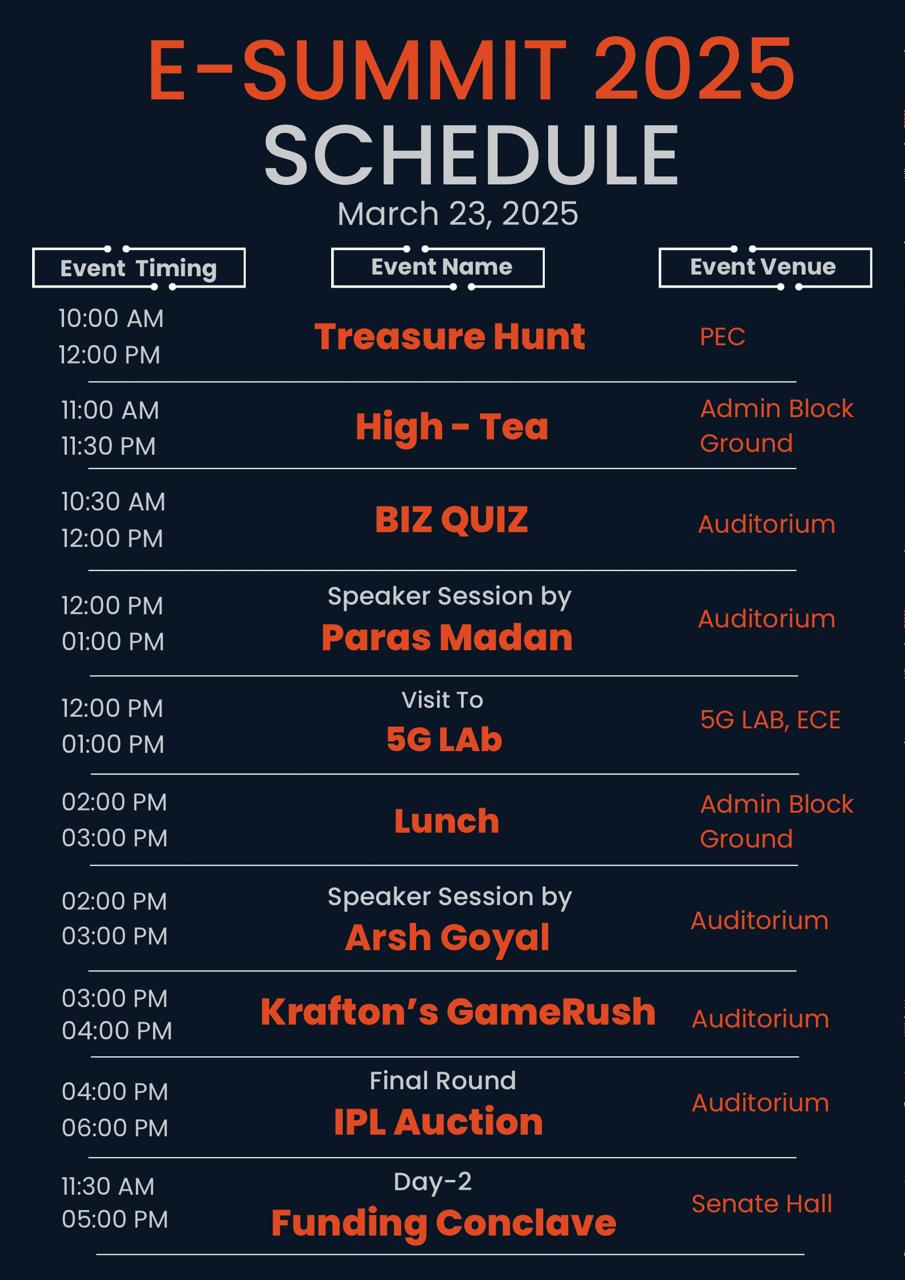 E-SUMMIT 2025
SCHEDULE
March 23, 2025
Event Timing Event Name Event Venue
10:00 AM
12:00 PM
Treasure Hunt
PEC
11:00 AM
11:30 PM
High - Tea
Admin Block
Ground
10:30 AM
12:00 PM
BIZ QUIZ
Auditorium
12:00 PM
01:00 PM
Speaker Session by
Paras Madan
Auditorium
12:00 PM
01:00 PM
Visit To
5G LAb
5G LAB, ECE
02:00 PM
03:00 PM
Lunch
Admin Block
Ground
02:00 PM
03:00 PM
Speaker Session by
Arsh Goyal
Auditorium
03:00 PM
04:00 PM
Krafton’s GameRush
Auditorium
04:00 PM
06:00 PM
Final Round
IPL Auction
Auditorium
11:30 AM
05:00 PM
Day-2
Funding Conclave
Senate Hall